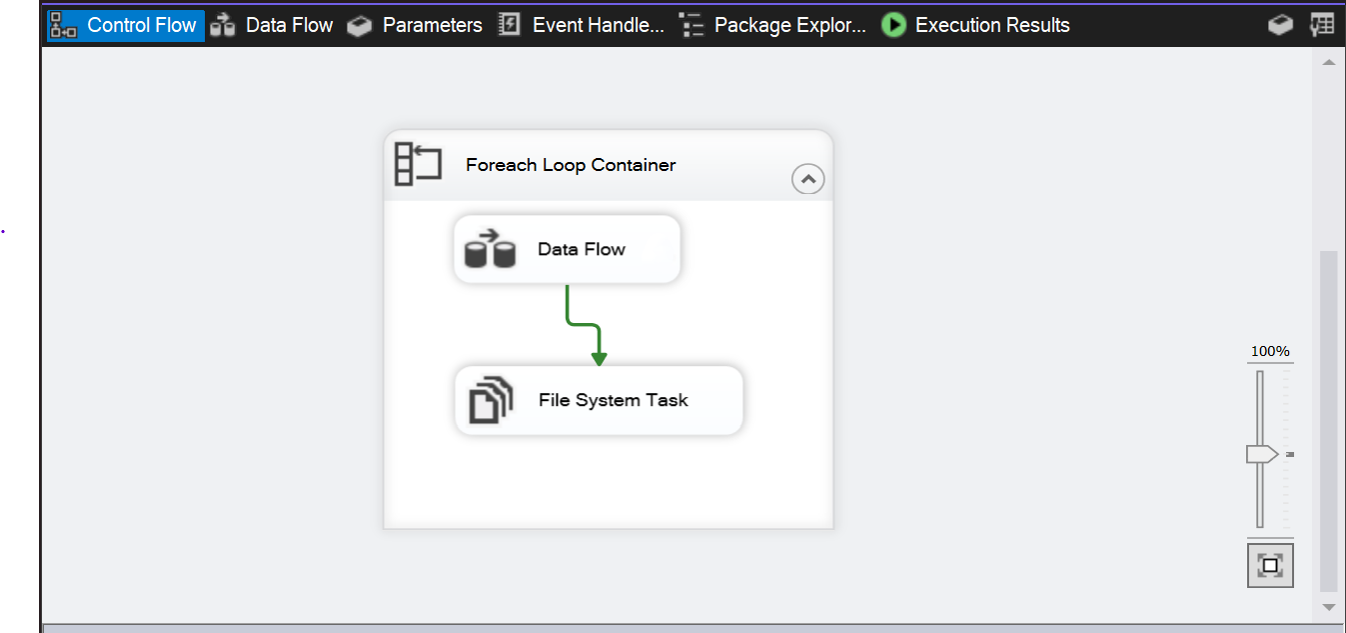 Control Flow Data Flow Parameters Event Handle... Package Explor... Execution Results
Foreach Loop Container
Data Flow
File System Task
100%